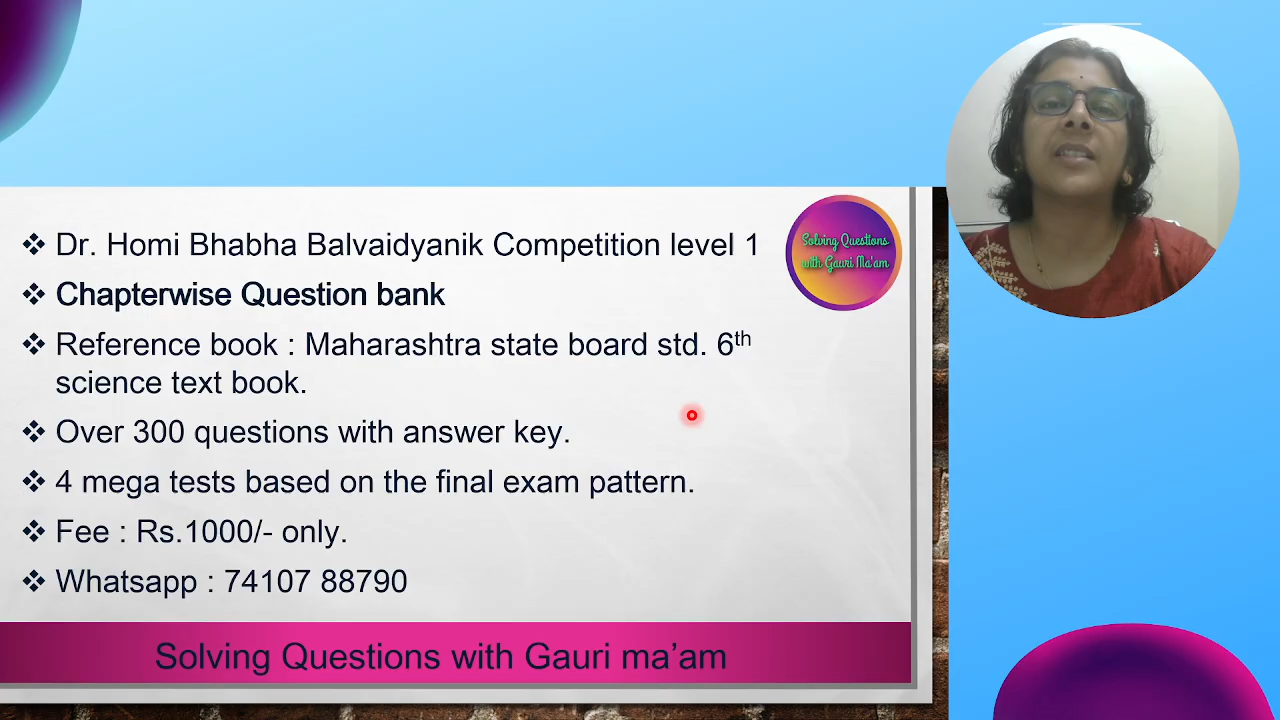 Dr. Homi Bhabha Balvaidyanik Competition level 1
Chapterwise Question bank
Reference book : Maharashtra state board std. 6th
science text book.
Over 300 questions with answer key.
4 mega tests based on the final exam pattern.
Fee : Rs.1000/- only.
Whatsapp : 74107 88790
Solving Questions
with Gauri Ma'am
Solving Questions with Gauri ma’am